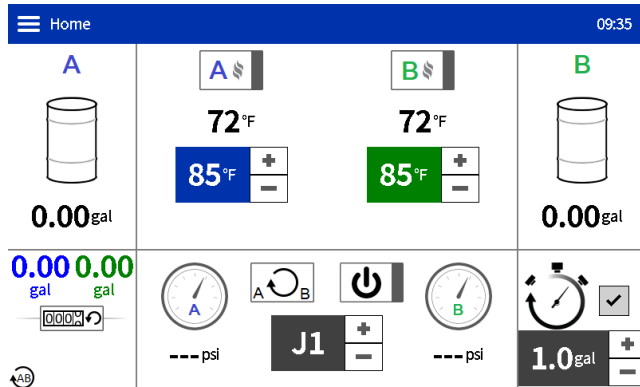 Home
09:35
A
A
B
B
72°F
72°F
85°F
+
−
85°F
+
−
0.00gal
0.00gal
0.00
gal
0.00
gal
A
A B
B
--- psi
J1
+
−
--- psi
1.0gal
+
−
AB